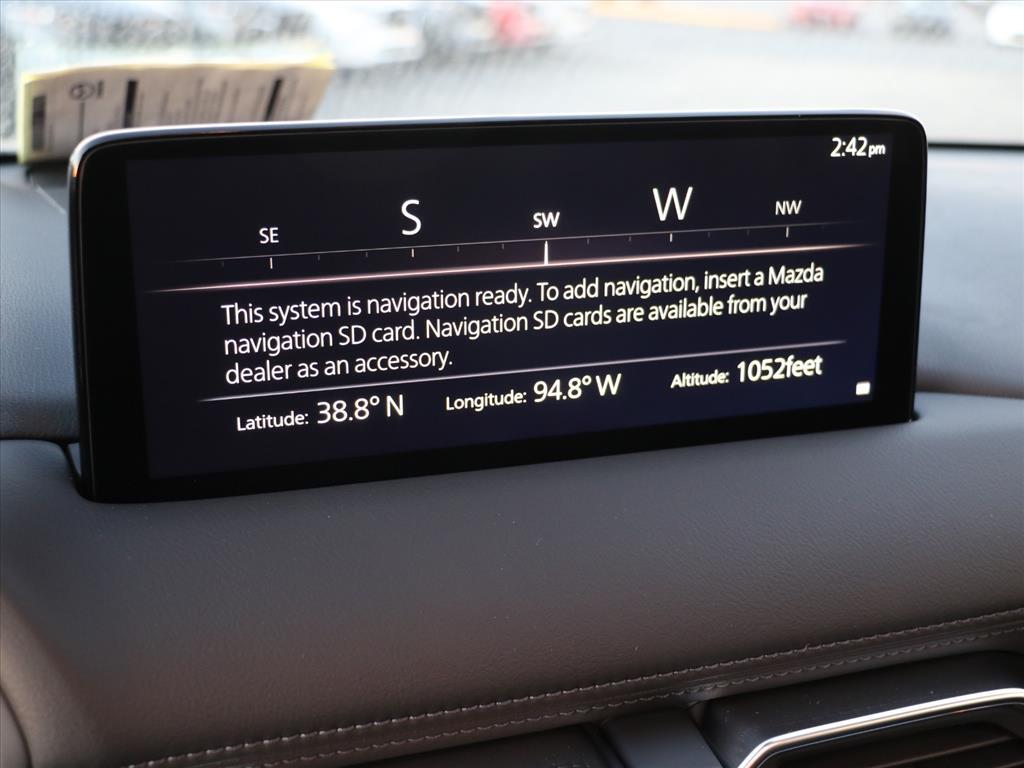 2:42pm
SE S SW W NW
This system is navigation ready. To add navigation, insert a Mazda
navigation SD card. Navigation SD cards are available from your
dealer as an accessory.
Latitude: 38.8° N Longitude: 94.8° W Altitude: 1052feet